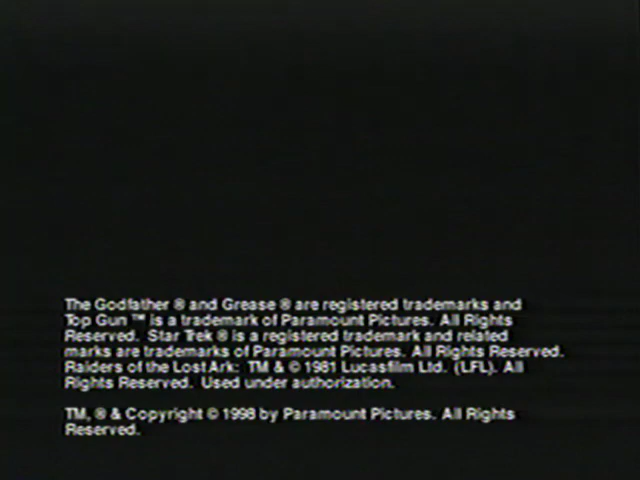 The Godfather ® and Grease ® are registered trademarks and
Top Gun ™ is a trademark of Paramount Pictures. All Rights
Reserved. Star Trek ® is a registered trademark and related
marks are trademarks of Paramount Pictures. All Rights Reserved.
Raiders of the Lost Ark: TM & © 1981 Lucasfilm Ltd. (LFL). All
Rights Reserved. Used under authorization.
TM, ® & Copyright © 1998 by Paramount Pictures. All Rights
Reserved.